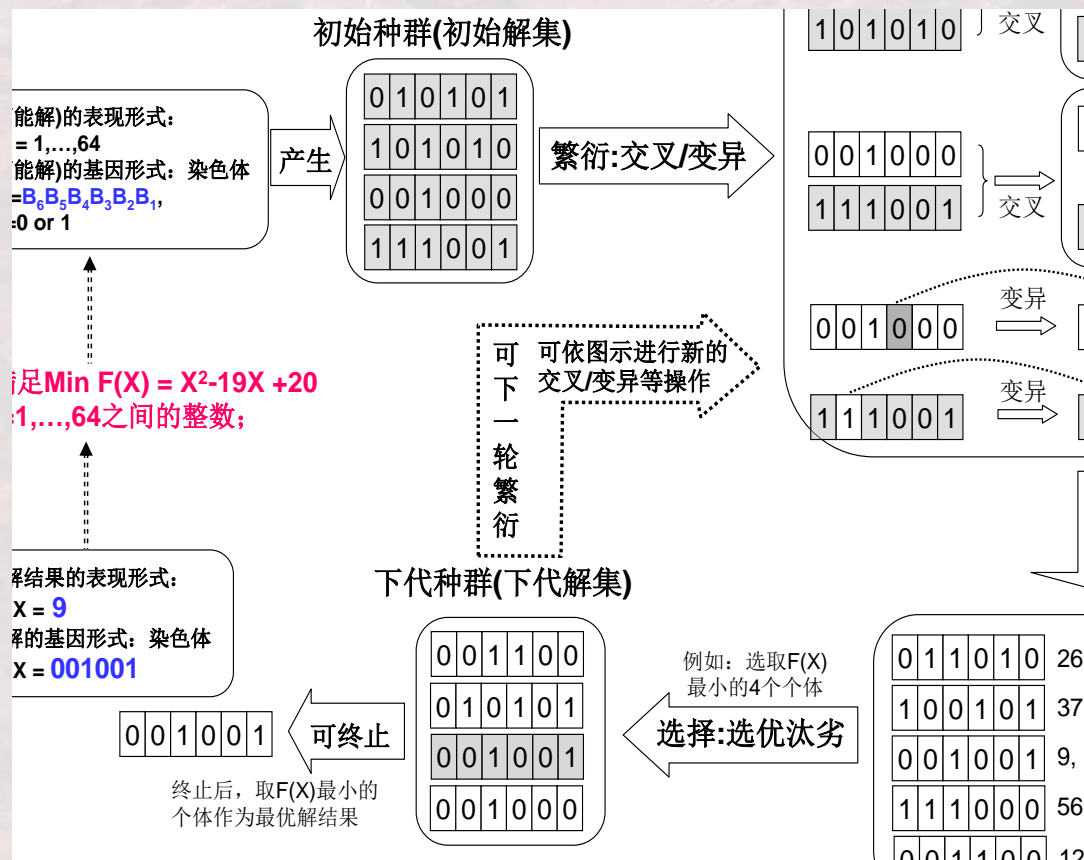 初始种群(初始解集)
能解)的表现形式：
= 1,…,64
能解)的基因形式：染色体
=B6B5B4B3B2B1,
=0 or 1
产生
0 1 0 1 0 1
1 0 1 0 1 0
0 0 1 0 0 0
1 1 1 0 0 1
繁衍:交叉/变异
1 0 1 0 1 0
交叉
0 0 1 0 0 0
1 1 1 0 0 1
交叉
0 0 1 0 0 0
变异
1 1 1 0 0 1
变异
足Min F(X) = X²-19X +20
1,…,64之间的整数；
可下一轮繁衍
可依图示进行新的
交叉/变异等操作
解结果的表现形式：
X = 9
解的基因形式：染色体
X = 001001
下代种群(下代解集)
0 0 1 1 0 0
0 1 0 1 0 1
0 0 1 0 0 1
0 0 1 0 0 0
例如：选取F(X)
最小的4个个体
选择:选优汰劣
可终止
0 0 1 0 0 1
终止后，取F(X)最小的
个体作为最优解结果
0 1 1 0 1 0 26
1 0 0 1 0 1 37
0 0 1 0 0 1 9,
1 1 1 0 0 0 56
0 0 1 1 0 0 12